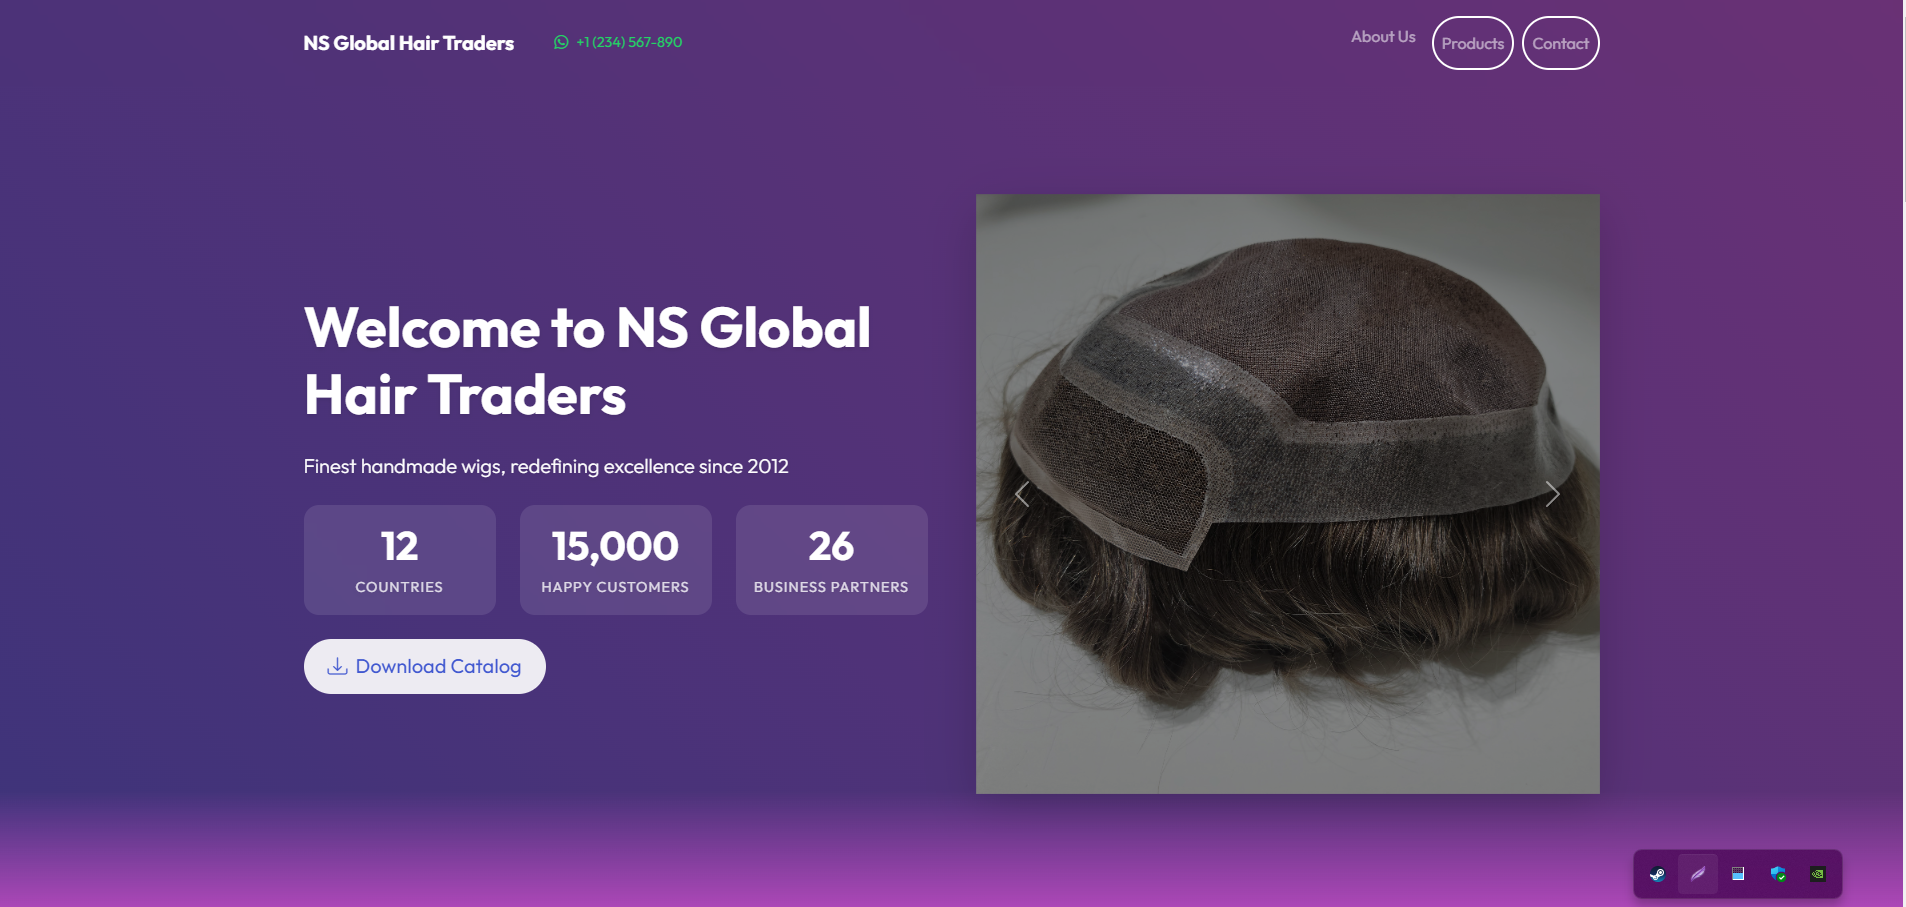 NS Global Hair Traders
+1 (234) 567-890
About Us
Products
Contact
Welcome to NS Global
Hair Traders
Finest handmade wigs, redefining excellence since 2012
12
COUNTRIES
15,000
HAPPY CUSTOMERS
26
BUSINESS PARTNERS
Download Catalog